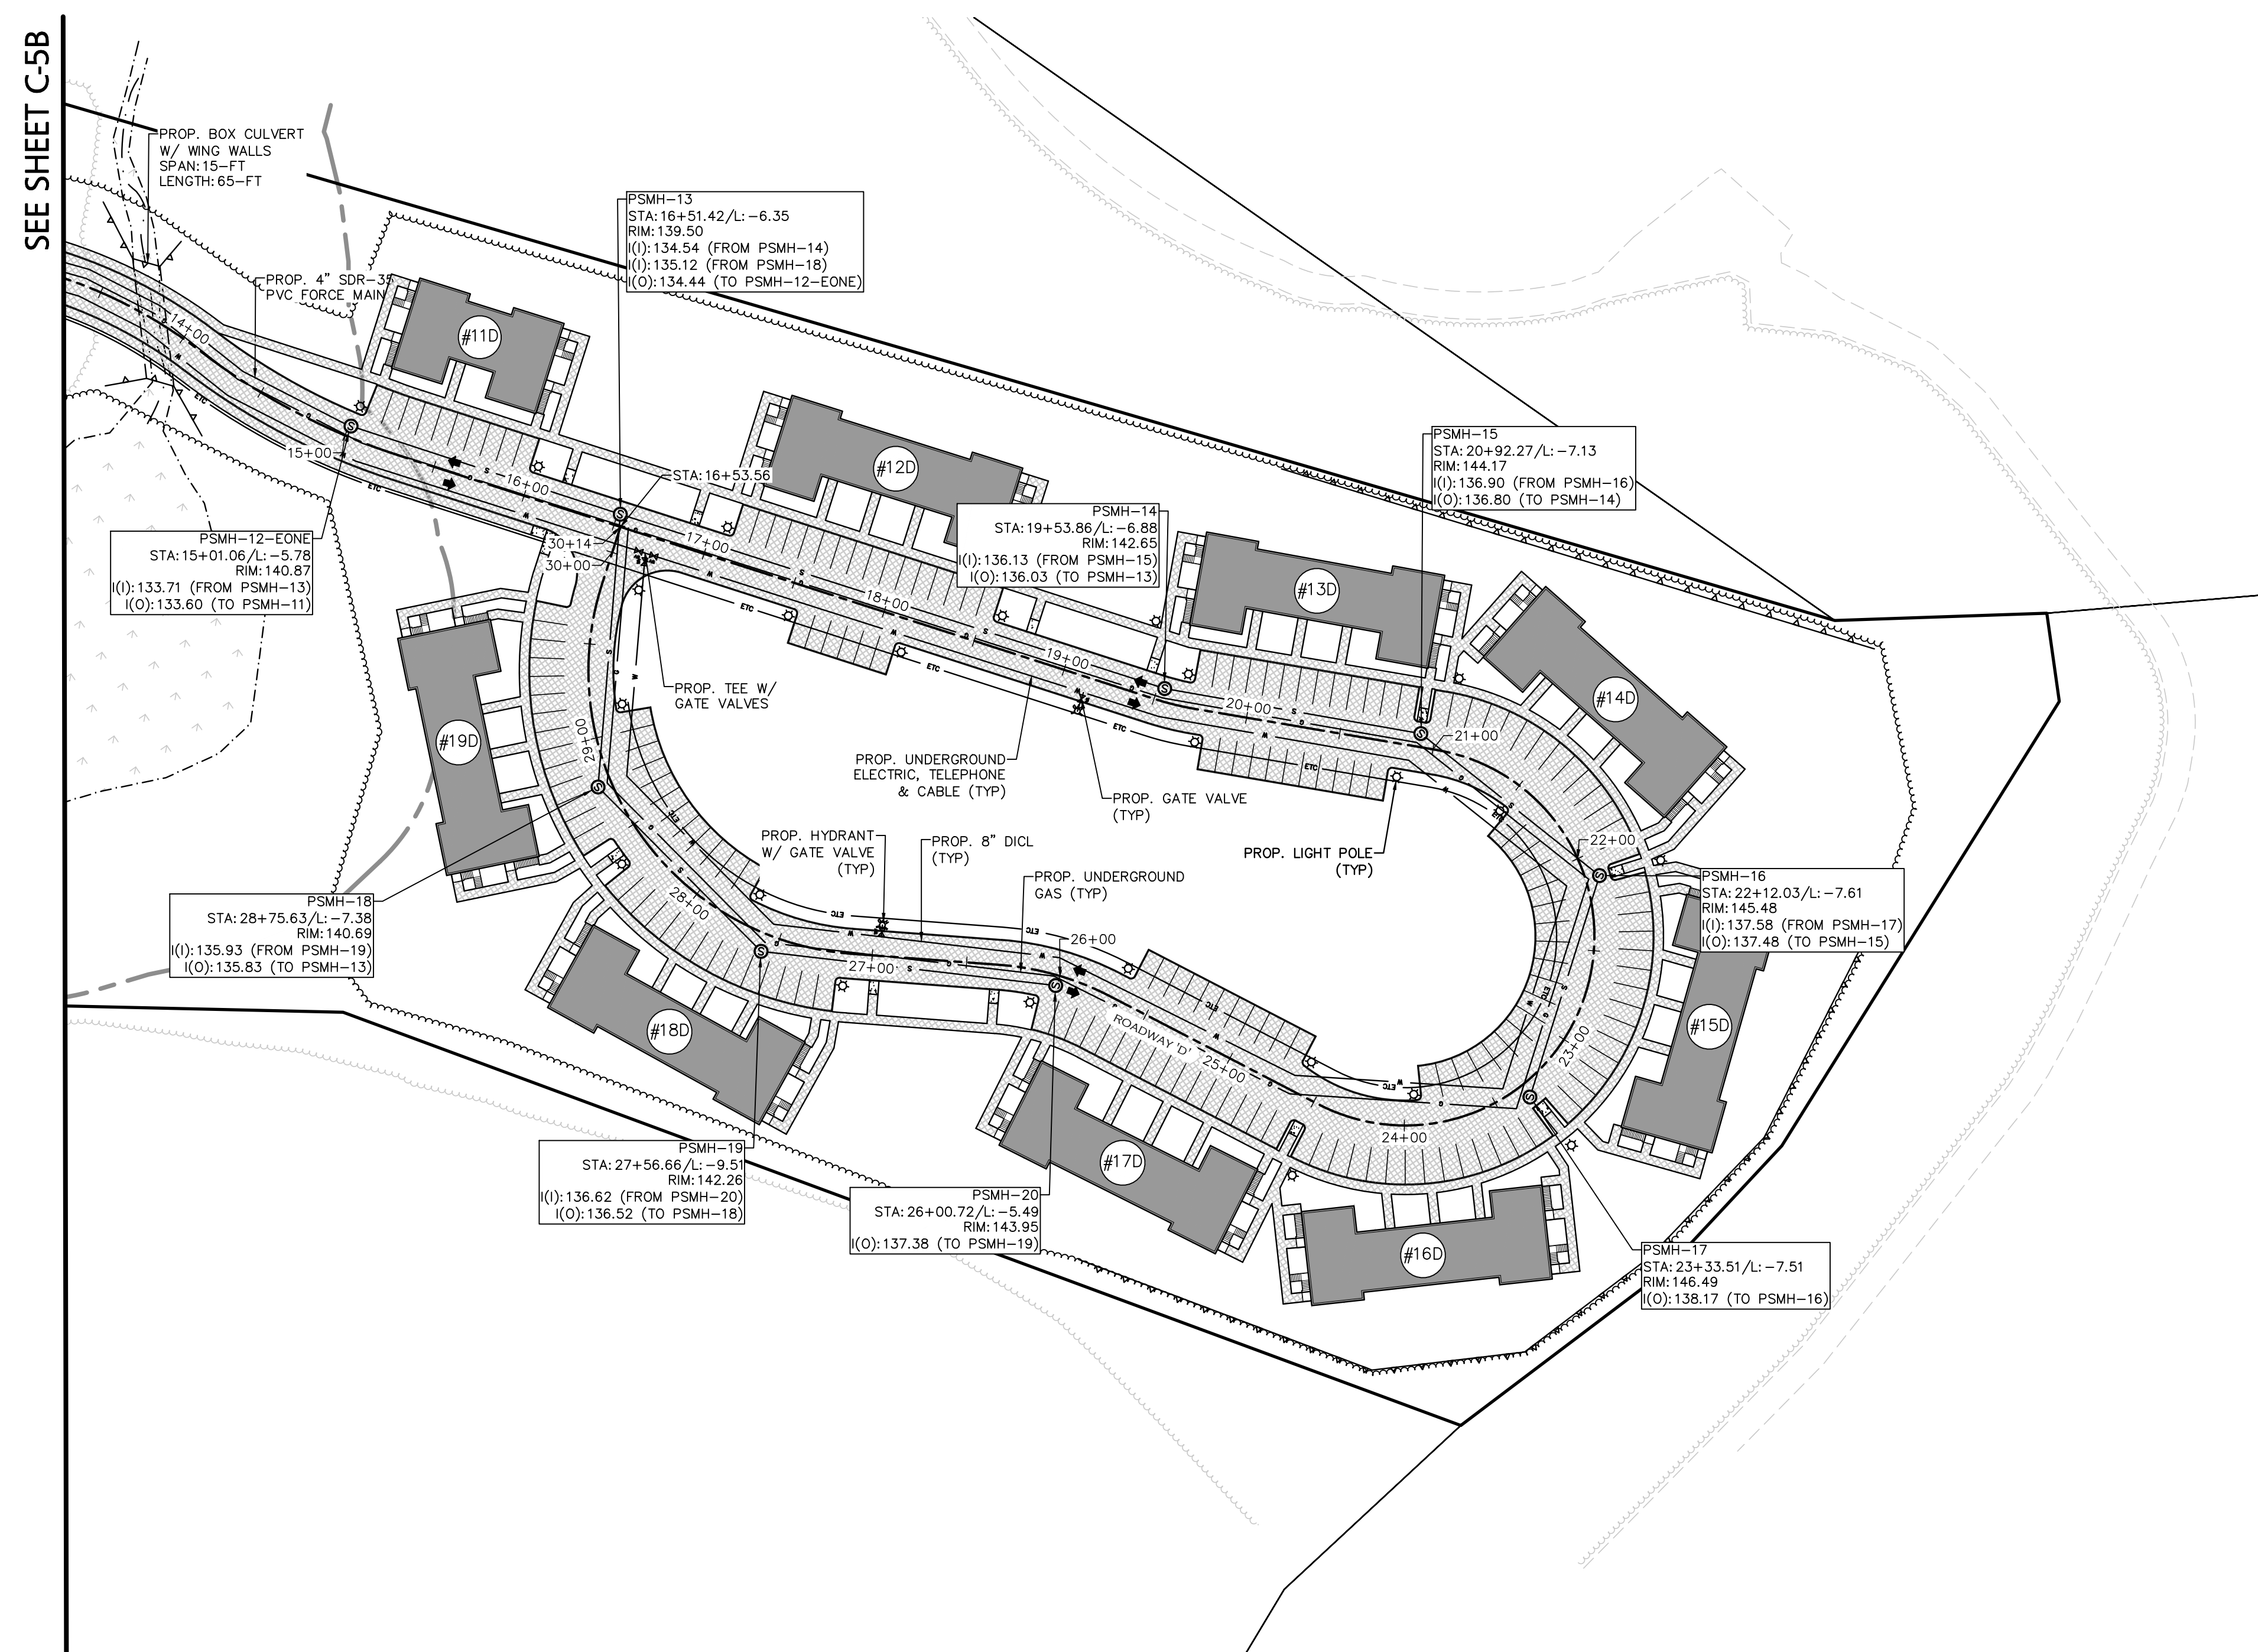 SEE SHEET C-5B
PROP. BOX CULVERT
W/ WING WALLS
SPAN: 15-FT
LENGTH: 65-FT
PSMH-13
STA: 16+51.42/L: -6.35
RIM: 139.50
I(I): 134.54 (FROM PSMH-14)
I(I): 135.12 (FROM PSMH-18)
I(O): 134.44 (TO PSMH-12-EONE)
PROP. 4" SDR-35
PVC FORCE MAIN
14+00
#11D
15+00
16+00
STA: 16+53.56
#12D
PSMH-15
STA: 20+92.27/L: -7.13
RIM: 144.17
I(I): 136.90 (FROM PSMH-16)
I(O): 136.80 (TO PSMH-14)
PSMH-14
STA: 19+53.86/L: -6.88
RIM: 142.65
I(I): 136.13 (FROM PSMH-15)
I(O): 136.03 (TO PSMH-13)
PSMH-12-EONE
STA: 15+01.06/L: -5.78
RIM: 140.87
I(I): 133.71 (FROM PSMH-13)
I(O): 133.60 (TO PSMH-11)
30+14
30+00
17+00
18+00
19+00
20+00
21+00
#13D
#14D
PROP. TEE W/
GATE VALVES
#19D
29+00
PROP. UNDERGROUND
ELECTRIC, TELEPHONE
& CABLE (TYP)
PROP. GATE VALVE
(TYP)
PROP. HYDRANT
W/ GATE VALVE
(TYP)
PROP. 8" DICL
(TYP)
PROP. LIGHT POLE
(TYP)
22+00
PROP. UNDERGROUND
GAS (TYP)
PSMH-16
STA: 22+12.03/L: -7.61
RIM: 145.48
I(I): 137.58 (FROM PSMH-17)
I(O): 137.48 (TO PSMH-15)
PSMH-18
STA: 28+75.63/L: -7.38
RIM: 140.69
I(I): 135.93 (FROM PSMH-19)
I(O): 135.83 (TO PSMH-13)
28+00
27+00
26+00
#18D
ROADWAY 'D'
25+00
23+00
#15D
24+00
#17D
PSMH-19
STA: 27+56.66/L: -9.51
RIM: 142.26
I(I): 136.62 (FROM PSMH-20)
I(O): 136.52 (TO PSMH-18)
PSMH-20
STA: 26+00.72/L: -5.49
RIM: 143.95
I(O): 137.38 (TO PSMH-19)
#16D
PSMH-17
STA: 23+33.51/L: -7.51
RIM: 146.49
I(O): 138.17 (TO PSMH-16)
ETC
ETC
ETC
ETC
ETC
ETC
ETC
ETC
ETC
ETC
ETC